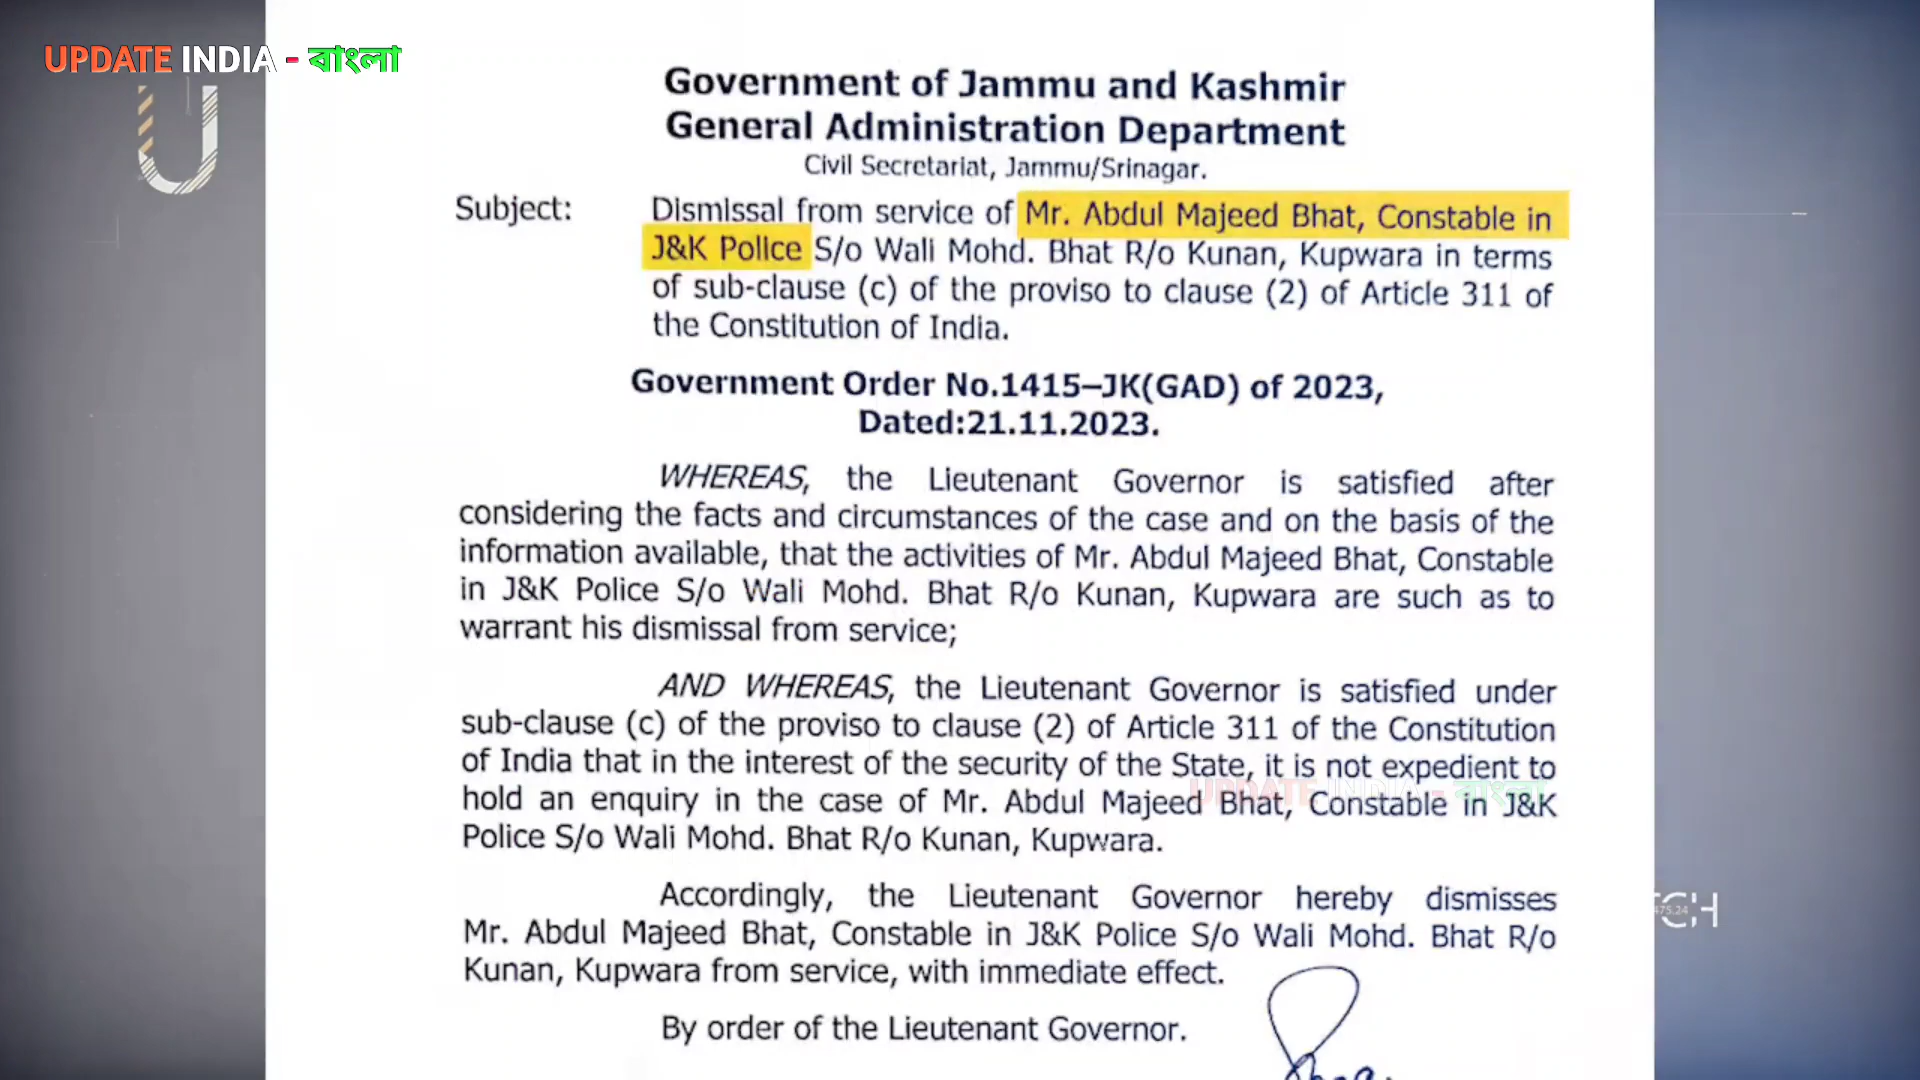 UPDATE INDIA - বাংলা
Government of Jammu and Kashmir
General Administration Department
Civil Secretariat, Jammu/Srinagar.
Subject: Dismissal from service of Mr. Abdul Majeed Bhat, Constable in
J&K Police S/o Wali Mohd. Bhat R/o Kunan, Kupwara in terms
of sub-clause (c) of the proviso to clause (2) of Article 311 of
the Constitution of India.
Government Order No.1415–JK(GAD) of 2023,
Dated:21.11.2023.
WHEREAS, the Lieutenant Governor is satisfied after
considering the facts and circumstances of the case and on the basis of the
information available, that the activities of Mr. Abdul Majeed Bhat, Constable
in J&K Police S/o Wali Mohd. Bhat R/o Kunan, Kupwara are such as to
warrant his dismissal from service;
AND WHEREAS, the Lieutenant Governor is satisfied under
sub-clause (c) of the proviso to clause (2) of Article 311 of the Constitution
of India that in the interest of the security of the State, it is not expedient to
UPDATE INDIA - বাংলা
hold an enquiry in the case of Mr. Abdul Majeed Bhat, Constable in J&K
Police S/o Wali Mohd. Bhat R/o Kunan, Kupwara.
Accordingly, the Lieutenant Governor hereby dismisses
Mr. Abdul Majeed Bhat, Constable in J&K Police S/o Wali Mohd. Bhat R/o
Kunan, Kupwara from service, with immediate effect.
By order of the Lieutenant Governor.